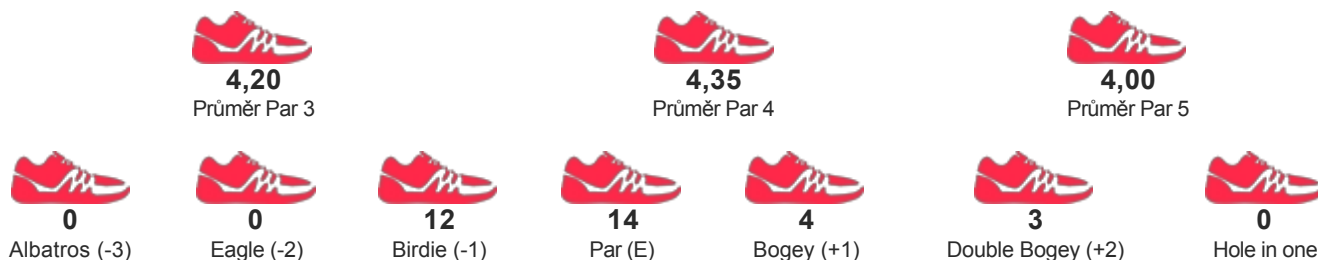 4,20
Průměr Par 3
4,35
Průměr Par 4
4,00
Průměr Par 5
0
Albatros (-3)
0
Eagle (-2)
12
Birdie (-1)
14
Par (E)
4
Bogey (+1)
3
Double Bogey (+2)
0
Hole in one